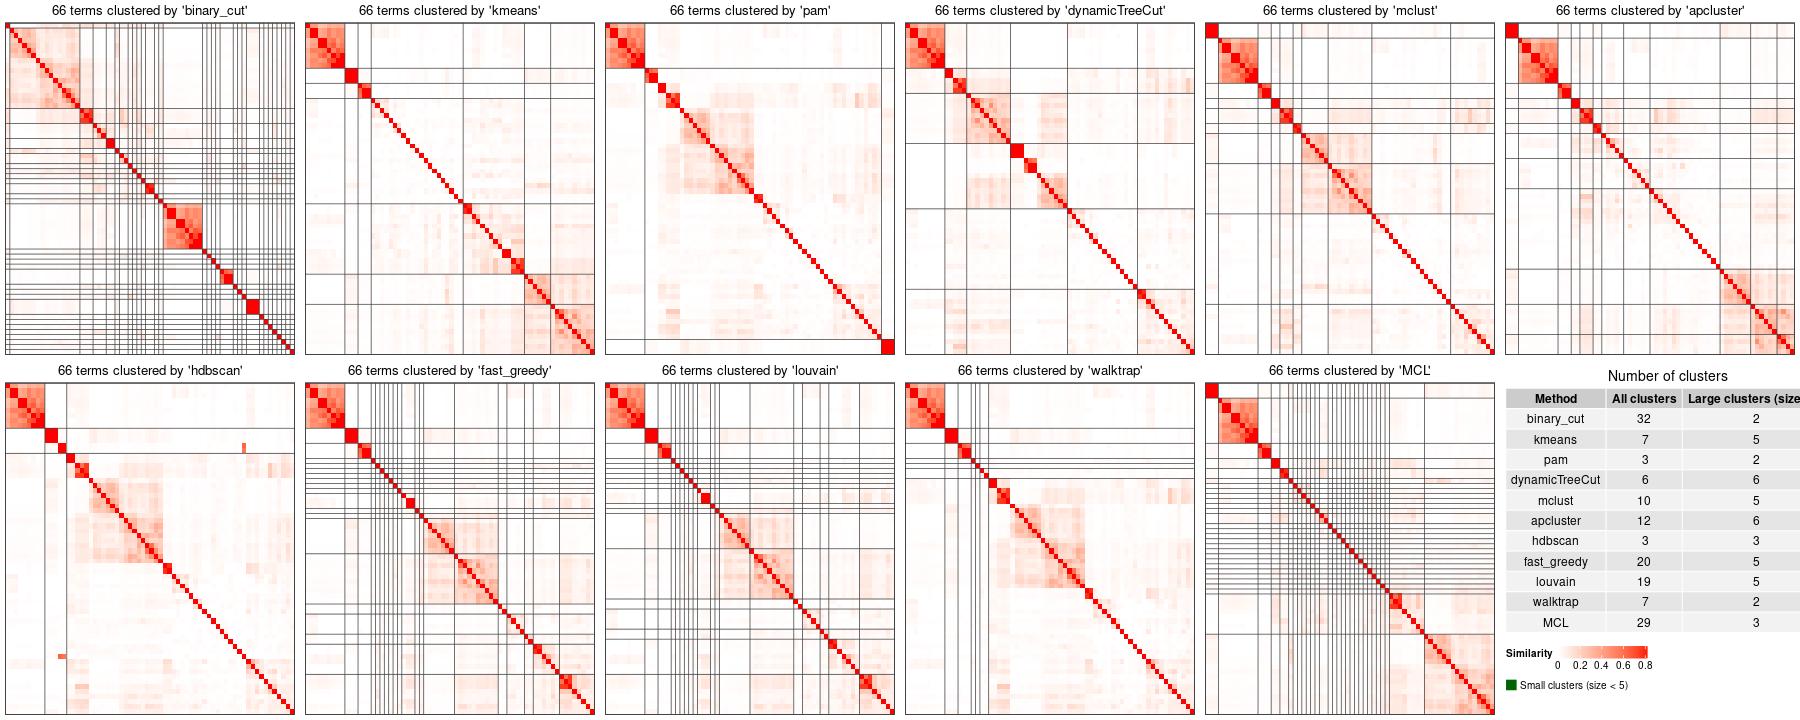 66 terms clustered by 'binary_cut'
66 terms clustered by 'kmeans'
66 terms clustered by 'pam'
66 terms clustered by 'dynamicTreeCut'
66 terms clustered by 'mclust'
66 terms clustered by 'apcluster'
66 terms clustered by 'hdbscan'
66 terms clustered by 'fast_greedy'
66 terms clustered by 'louvain'
66 terms clustered by 'walktrap'
66 terms clustered by 'MCL'
Number of clusters
Method All clusters Large clusters (size
binary_cut 32 2
kmeans 7 5
pam 3 2
dynamicTreeCut 6 6
mclust 10 5
apcluster 12 6
hdbscan 3 3
fast_greedy 20 5
louvain 19 5
walktrap 7 2
MCL 29 3
Similarity
0 0.2 0.4 0.6 0.8
Small clusters (size < 5)